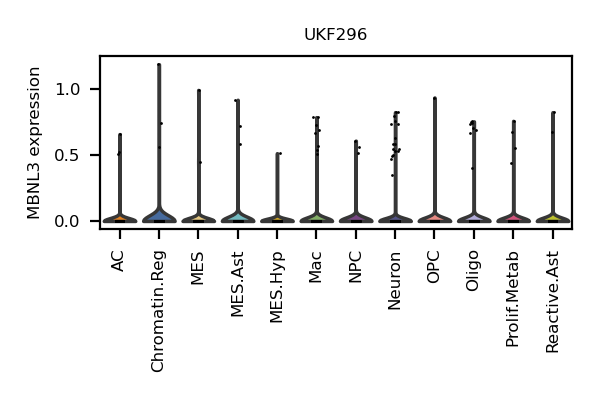 UKF296
MBNL3 expression
1.0
0.5
0.0
AC
Chromatin.Reg
MES
MES.Ast
MES.Hyp
Mac
NPC
Neuron
OPC
Oligo
Prolif.Metab
Reactive.Ast